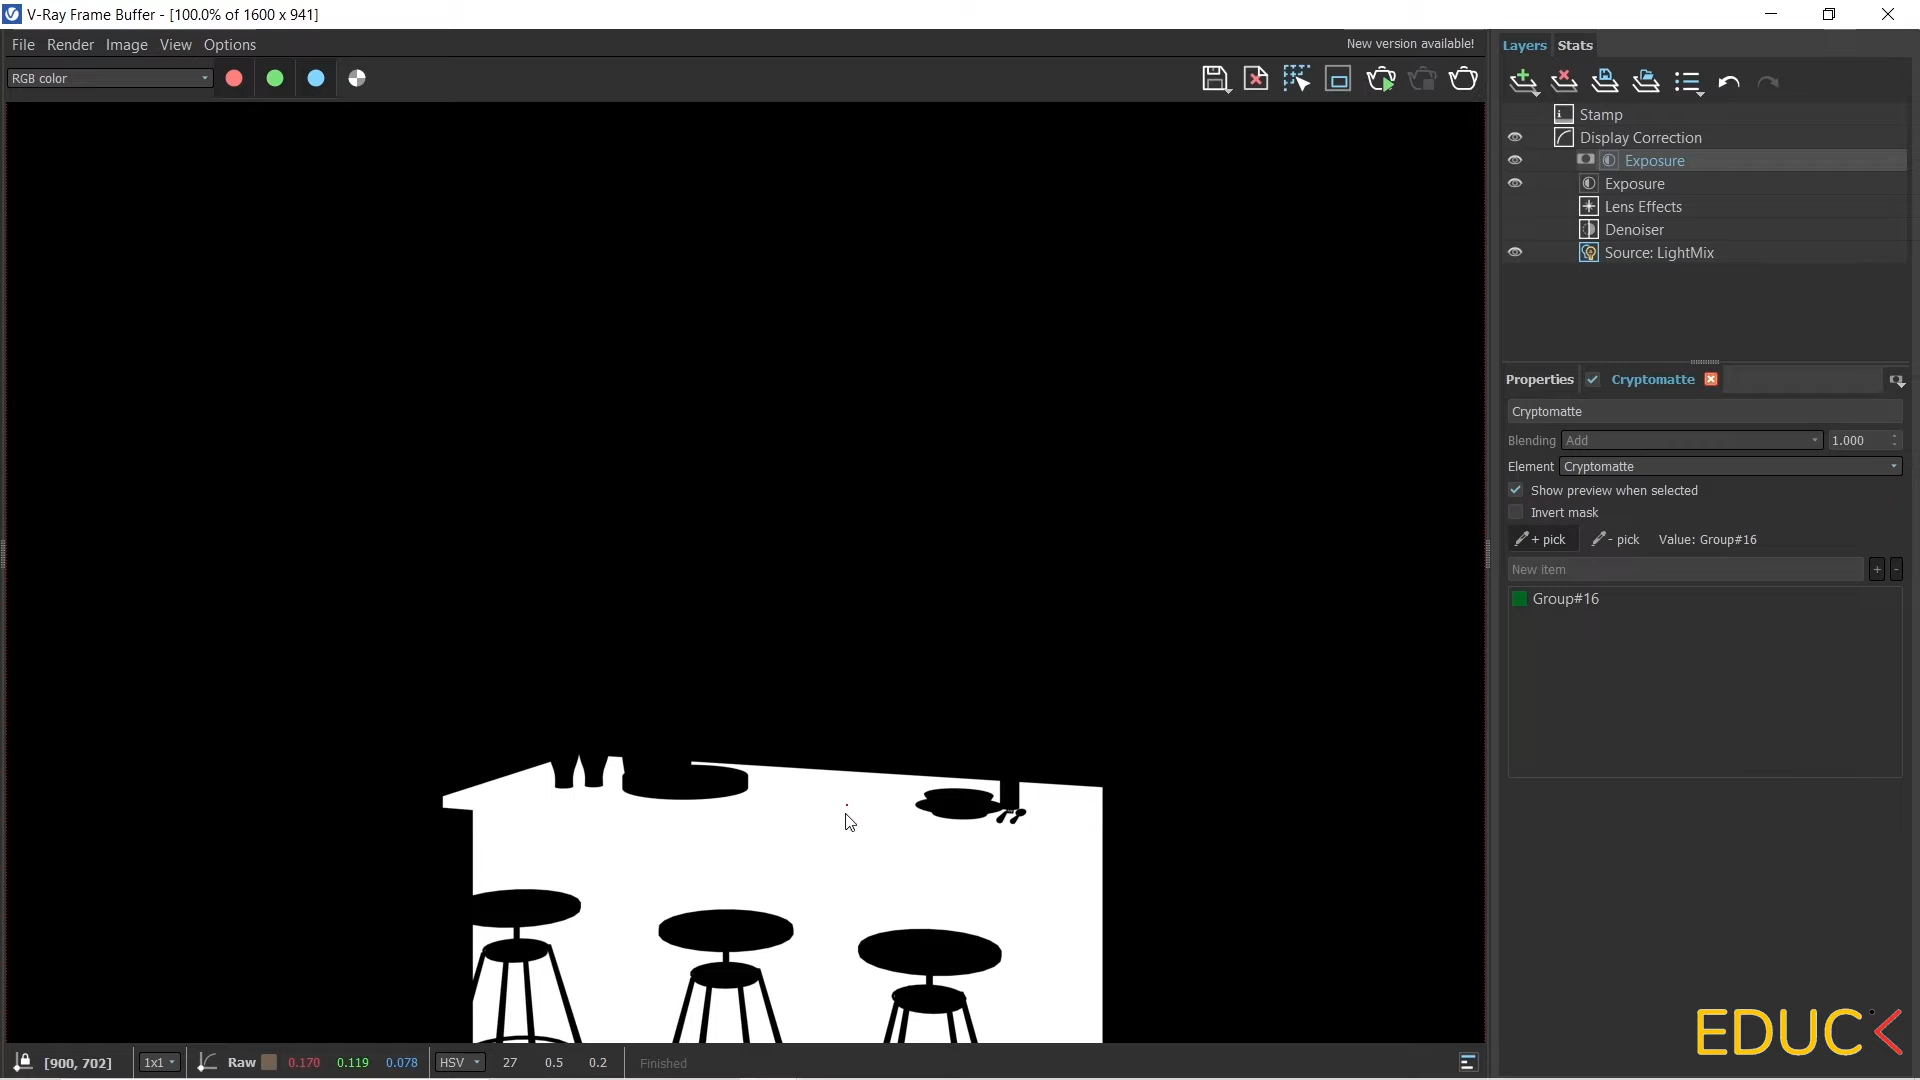 V-Ray Frame Buffer - [100.0% of 1600 x 941]
File Render Image View Options
New version available!
Layers Stats
RGB color
Stamp
Display Correction
Exposure
Exposure
Lens Effects
Denoiser
Source: LightMix
Properties Cryptomatte
Cryptomatte
Blending Add 1.000
Element Cryptomatte
Show preview when selected
Invert mask
+ pick - pick Value: Group#16
New item + -
Group#16
EDUC
[900, 702] 1x1 Raw 0.170 0.119 0.078 HSV 27 0.5 0.2 Finished